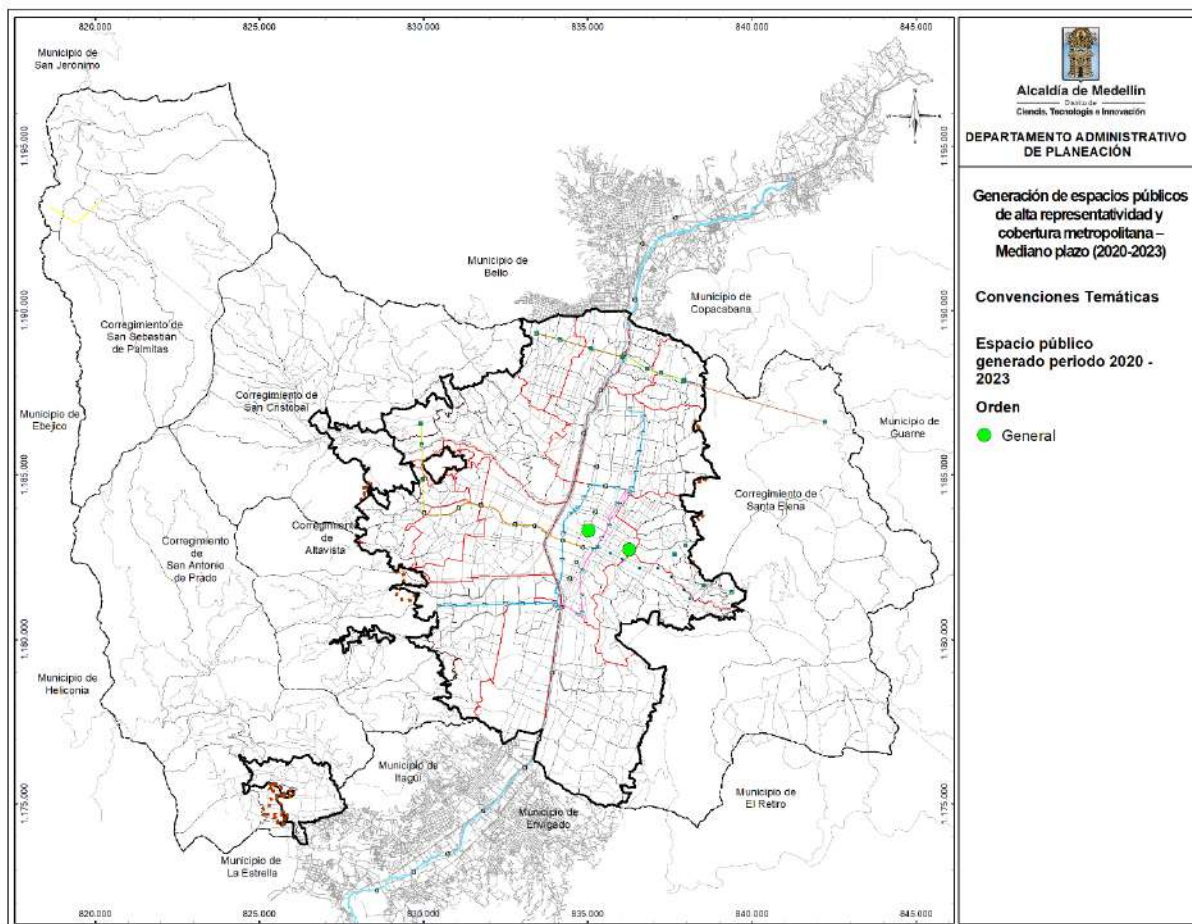 820.000 825.000 830.000 835.000 840.000 845.000
1.195.000
1.190.000
1.185.000
1.180.000
1.175.000
Municipio de
San Jerónimo
Municipio de
Bello
Municipio de
Copacabana
Corregimiento de
San Sebastián
de Palmitas
Corregimiento de
San Cristóbal
Municipio de
Ebejico
Municipio de
Guarne
Corregimiento de
Santa Elena
Corregimiento
de
Altavista
Corregimiento
de
San Antonio
de Prado
Municipio de
Heliconia
Municipio de
Itagüí
Municipio de
El Retiro
Municipio de
Envigado
Municipio de
La Estrella
1.195.000
1.190.000
1.185.000
1.180.000
1.175.000
820.000 825.000 830.000 835.000 840.000 845.000
Alcaldía de Medellín
Distrito de
Ciencia, Tecnología e Innovación
DEPARTAMENTO ADMINISTRATIVO
DE PLANEACIÓN
Generación de espacios públicos
de alta representatividad y
cobertura metropolitana –
Mediano plazo (2020-2023)
Convenciones Temáticas
Espacio público
generado periodo 2020 -
2023
Orden
General